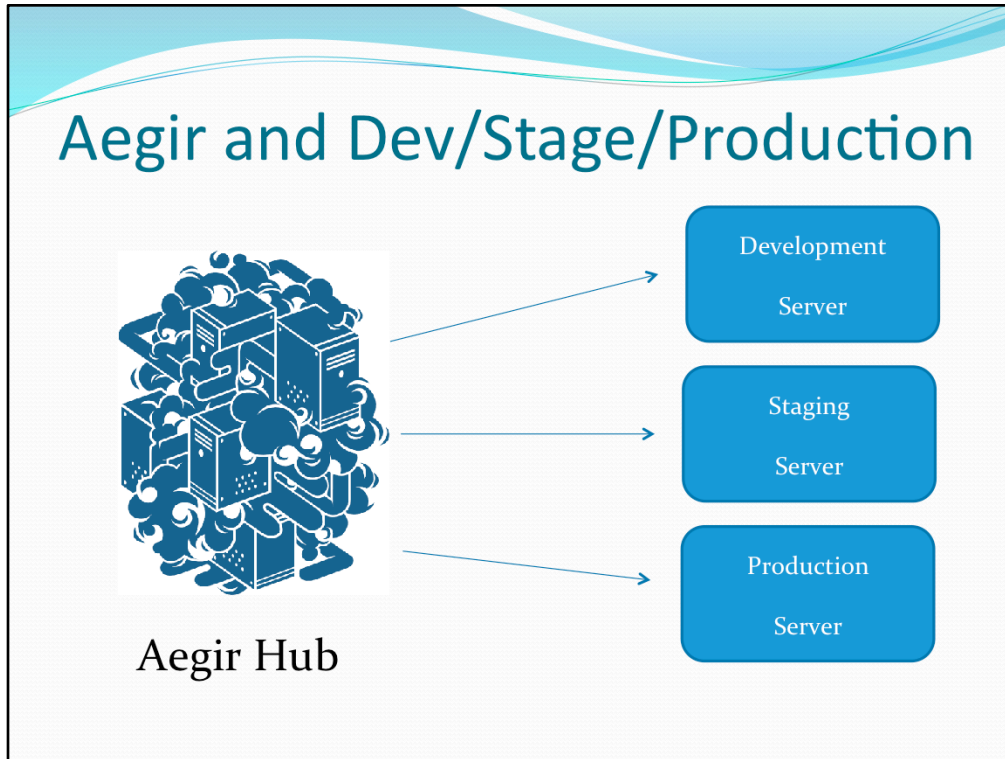 Aegir and Dev/Stage/Production
Development
Server
Staging
Server
Production
Server
Aegir Hub